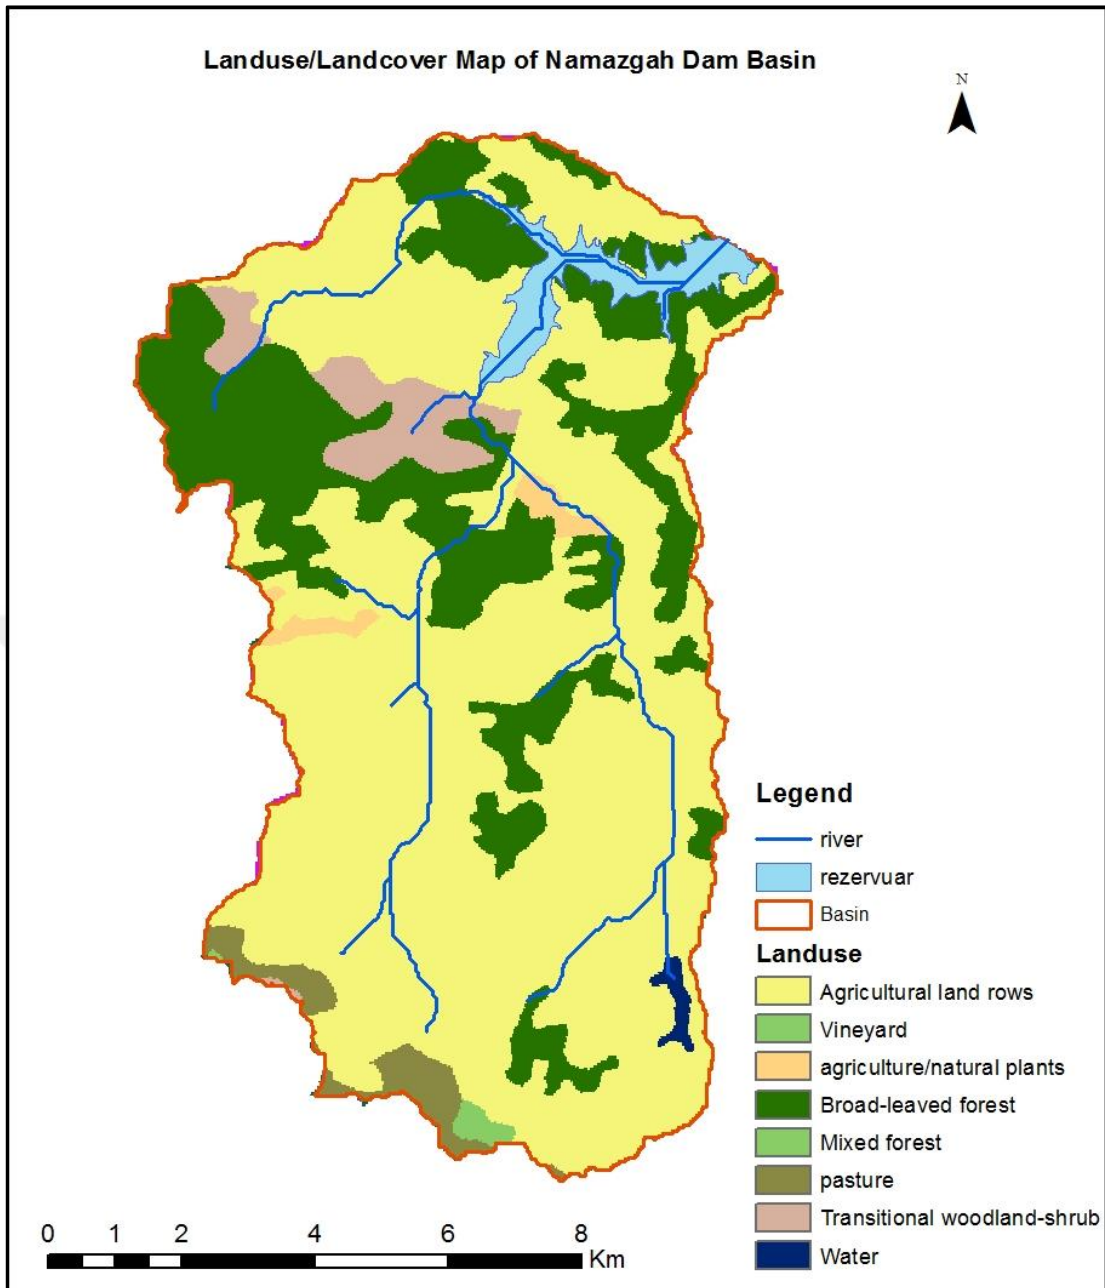 Landuse/Landcover Map of Namazgah Dam Basin
N
Legend
river
rezervuar
Basin
Landuse
Agricultural land rows
Vineyard
agriculture/natural plants
Broad-leaved forest
Mixed forest
pasture
Transitional woodland-shrub
Water
0 1 2 4 6 8
Km